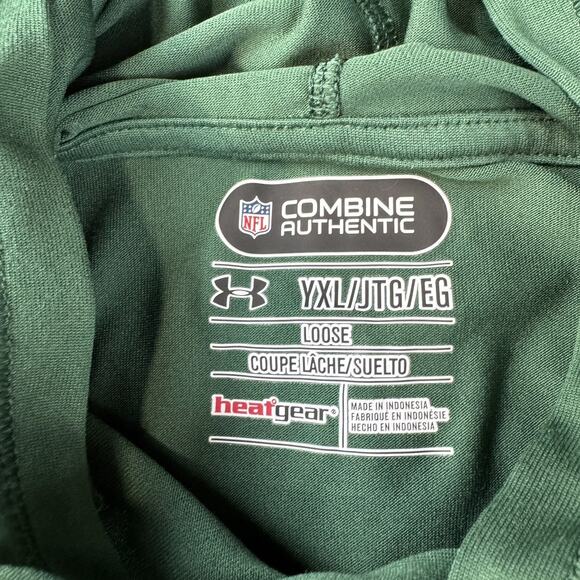 NFL
COMBINE
AUTHENTIC
YXL/JTG/EG
LOOSE
COUPE LÂCHE/SUELTO
heatgear®
MADE IN INDONESIA
FABRIQUÉ EN INDONÉSIE
HECHO EN INDONESIA